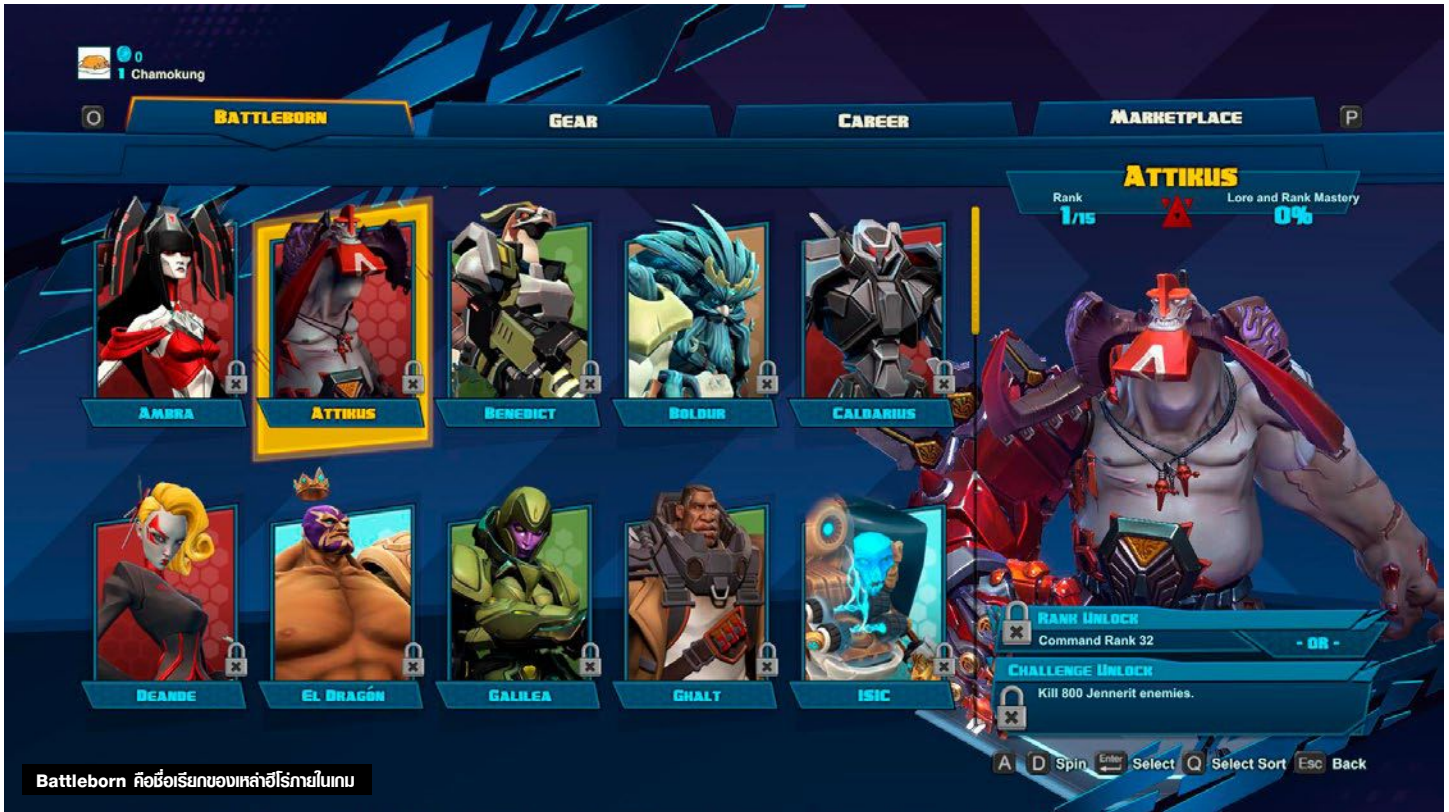 0
1 Chamokung
O BATTLEBORN GEAR CAREER MARKETPLACE P
ATTIKUS
Rank Lore and Rank Mastery
1/15 0%
AMBRA ATTIKUS BENEDICT BOLDUR CALDARIUS
DEANDE EL DRAGÓN GALILEA GHALT ISIC
RANK UNLOCK
Command Rank 32
- OR -
CHALLENGE UNLOCK
Kill 800 Jennerit enemies.
A D Spin Enter Select Q Select Sort Esc Back
Battleborn คือชื่อเรียกของเหล่าฮีโร่ภายในเกม